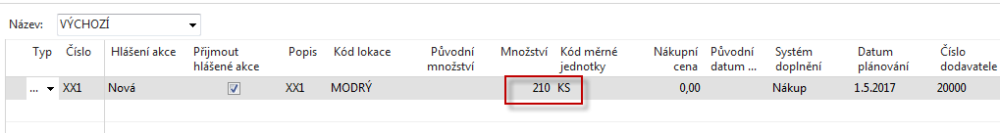 Název: VÝCHOZÍ
Typ Číslo Hlášení akce Přijmout hlášené akce Popis Kód lokace Původní množství Množství Kód měrné jednotky Nákupní cena Původní datum ... Systém doplnění Datum plánování Číslo dodavatele
... XX1 Nová XX1 MODRÝ 210 KS 0,00 Nákup 1.5.2017 20000